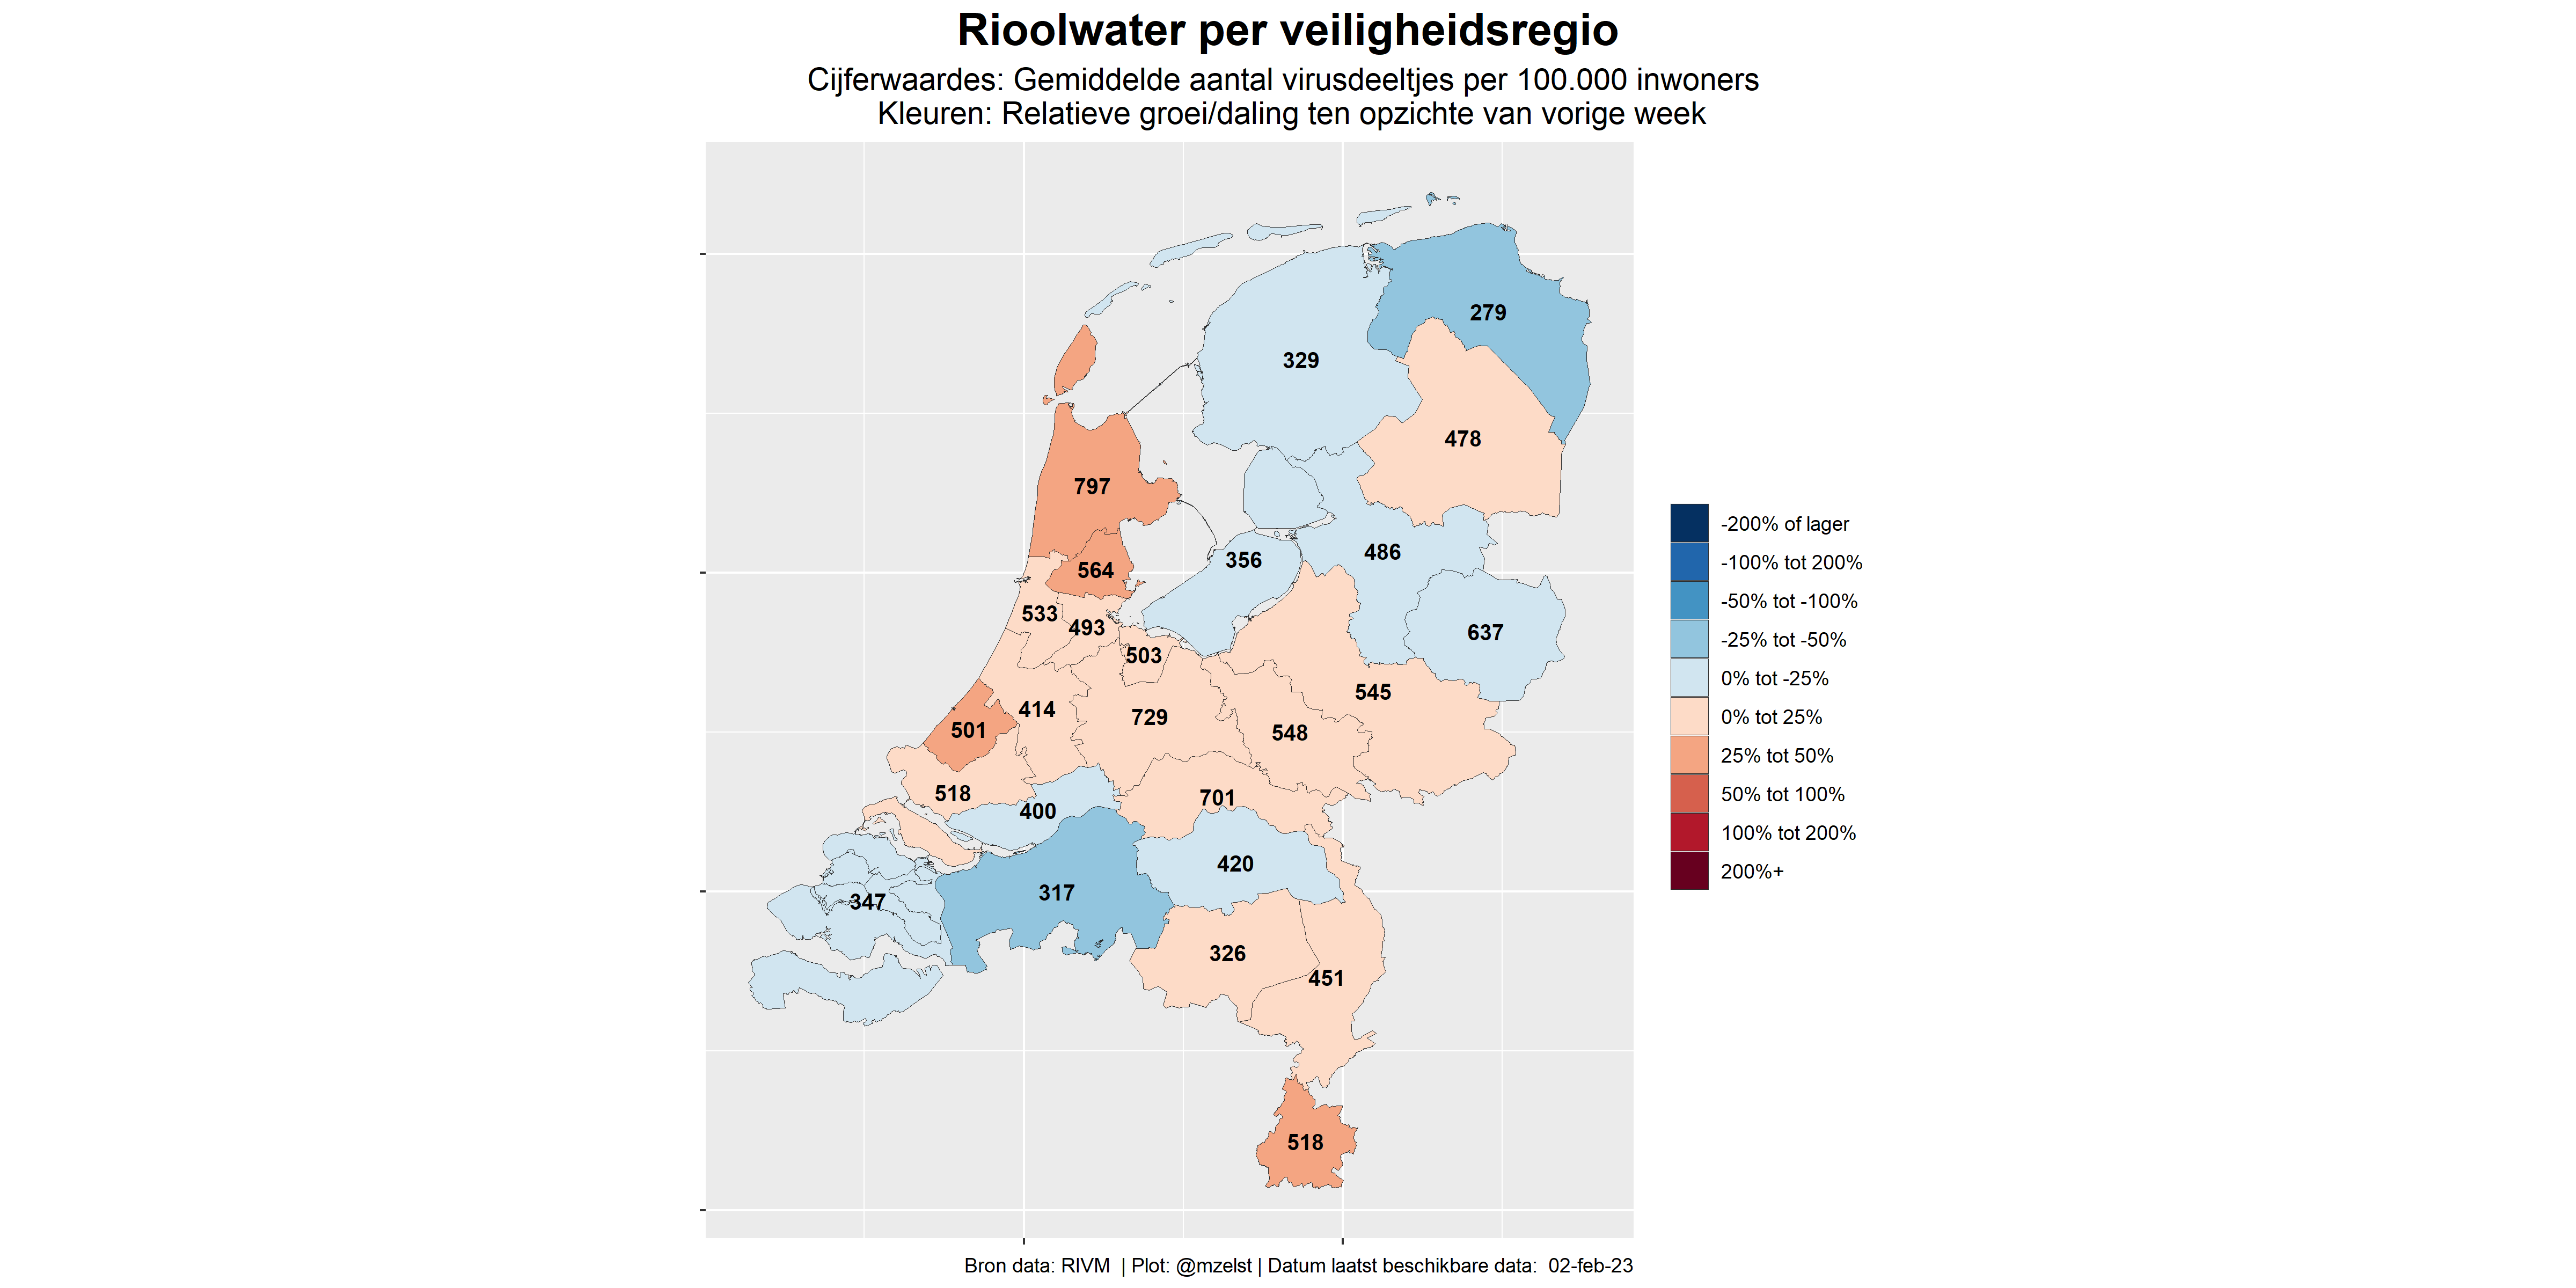 Rioolwater per veiligheidsregio
Cijferwaardes: Gemiddelde aantal virusdeeltjes per 100.000 inwoners
Kleuren: Relatieve groei/daling ten opzichte van vorige week
279
329
478
797
486
356
564
533
493
637
503
545
414
729
501
548
518
701
400
420
317
347
326
451
518
-200% of lager
-100% tot 200%
-50% tot -100%
-25% tot -50%
0% tot -25%
0% tot 25%
25% tot 50%
50% tot 100%
100% tot 200%
200%+
Bron data: RIVM | Plot: @mzelst | Datum laatst beschikbare data: 02-feb-23